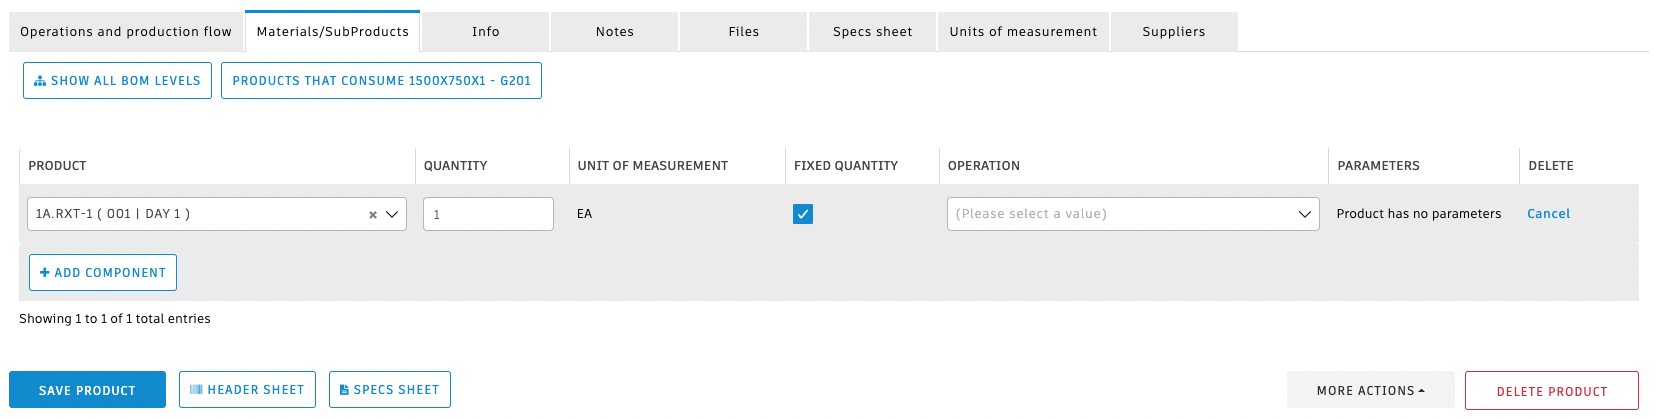 Operations and production flow Materials/SubProducts Info Notes Files Specs sheet Units of measurement Suppliers
SHOW ALL BOM LEVELS PRODUCTS THAT CONSUME 1500X750X1 - G201
PRODUCT QUANTITY UNIT OF MEASUREMENT FIXED QUANTITY OPERATION PARAMETERS DELETE
1A.RXT-1 ( 001 | DAY 1 ) 1 EA (Please select a value) Product has no parameters Cancel
ADD COMPONENT
Showing 1 to 1 of 1 total entries
SAVE PRODUCT HEADER SHEET SPECS SHEET MORE ACTIONS DELETE PRODUCT